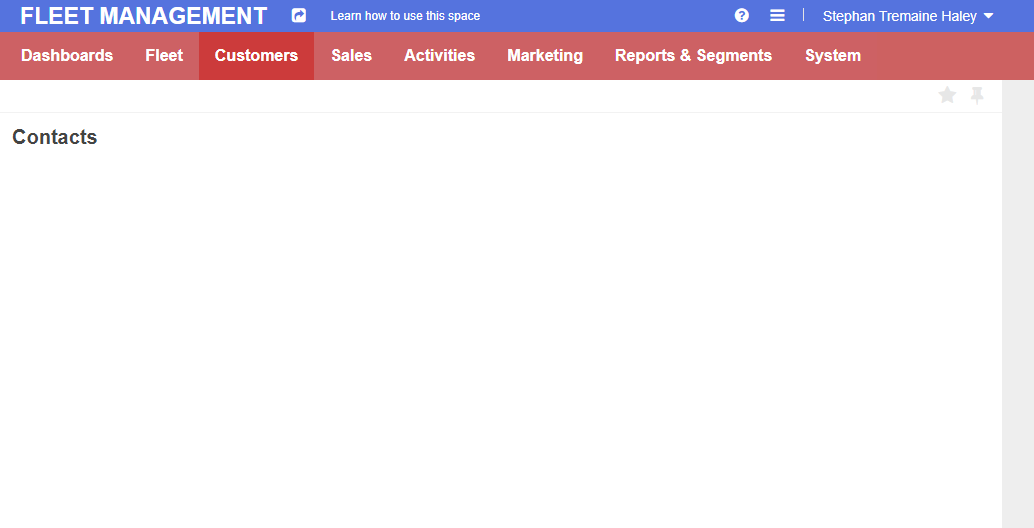 FLEET MANAGEMENT Learn how to use this space Stephan Tremaine Haley
Dashboards Fleet Customers Sales Activities Marketing Reports & Segments System
Contacts